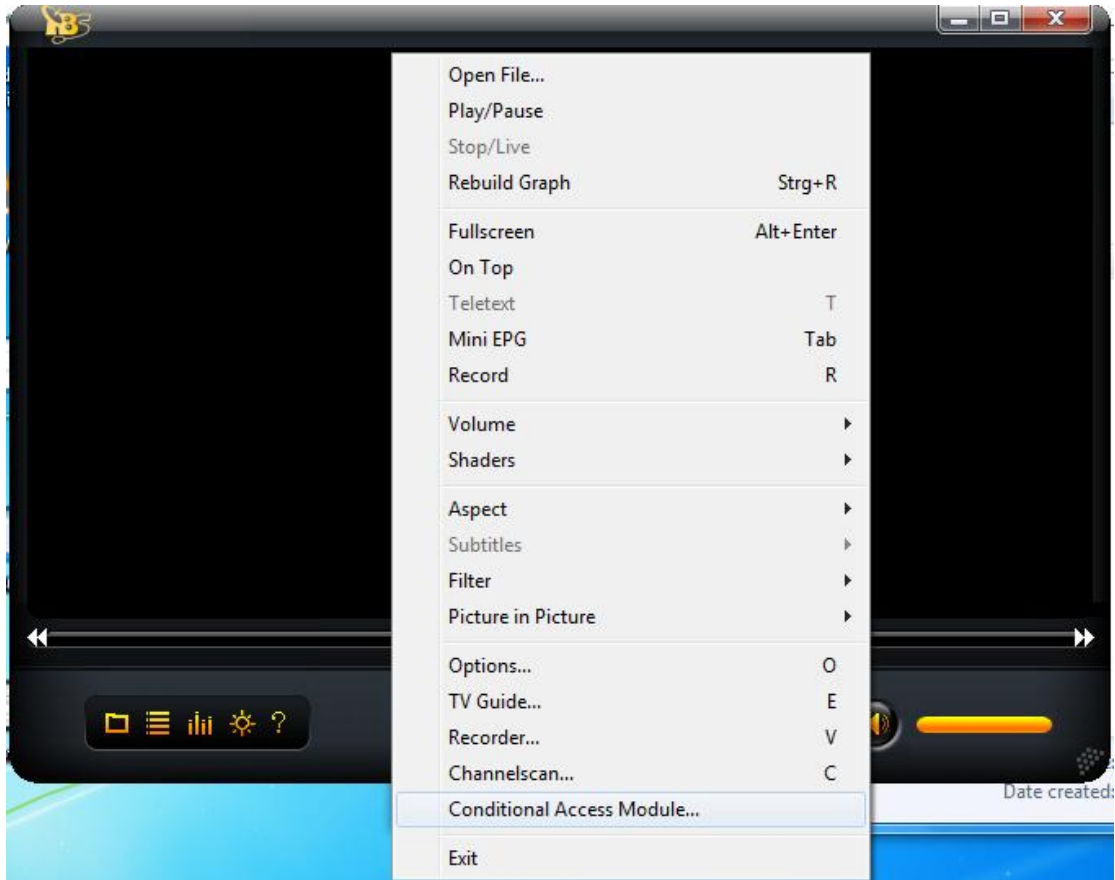 TBS
Open File...
Play/Pause
Stop/Live
Rebuild Graph Strg+R
Fullscreen Alt+Enter
On Top
Teletext T
Mini EPG Tab
Record R
Volume
Shaders
Aspect
Subtitles
Filter
Picture in Picture
Options... O
TV Guide... E
Recorder... V
Channelscan... C
Conditional Access Module...
Exit
Date created: